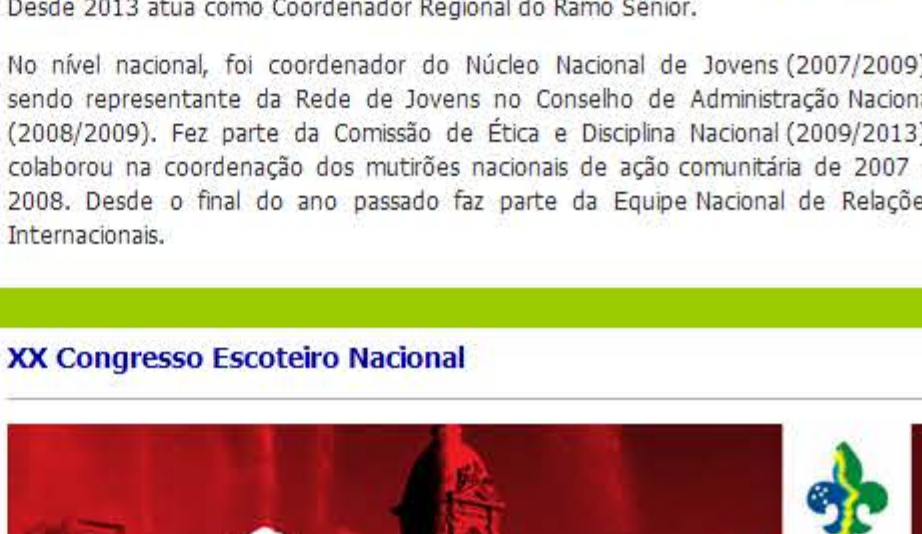 Desde 2013 atua como Coordenador Regional do Ramo Sênior.
No nível nacional, foi coordenador do Núcleo Nacional de Jovens (2007/2009)
sendo representante da Rede de Jovens no Conselho de Administração Naciona
(2008/2009). Fez parte da Comissão de Ética e Disciplina Nacional (2009/2013)
colaborou na coordenação dos mutirões nacionais de ação comunitária de 2007
2008. Desde o final do ano passado faz parte da Equipe Nacional de Relaçõe
Internacionais.
XX Congresso Escoteiro Nacional